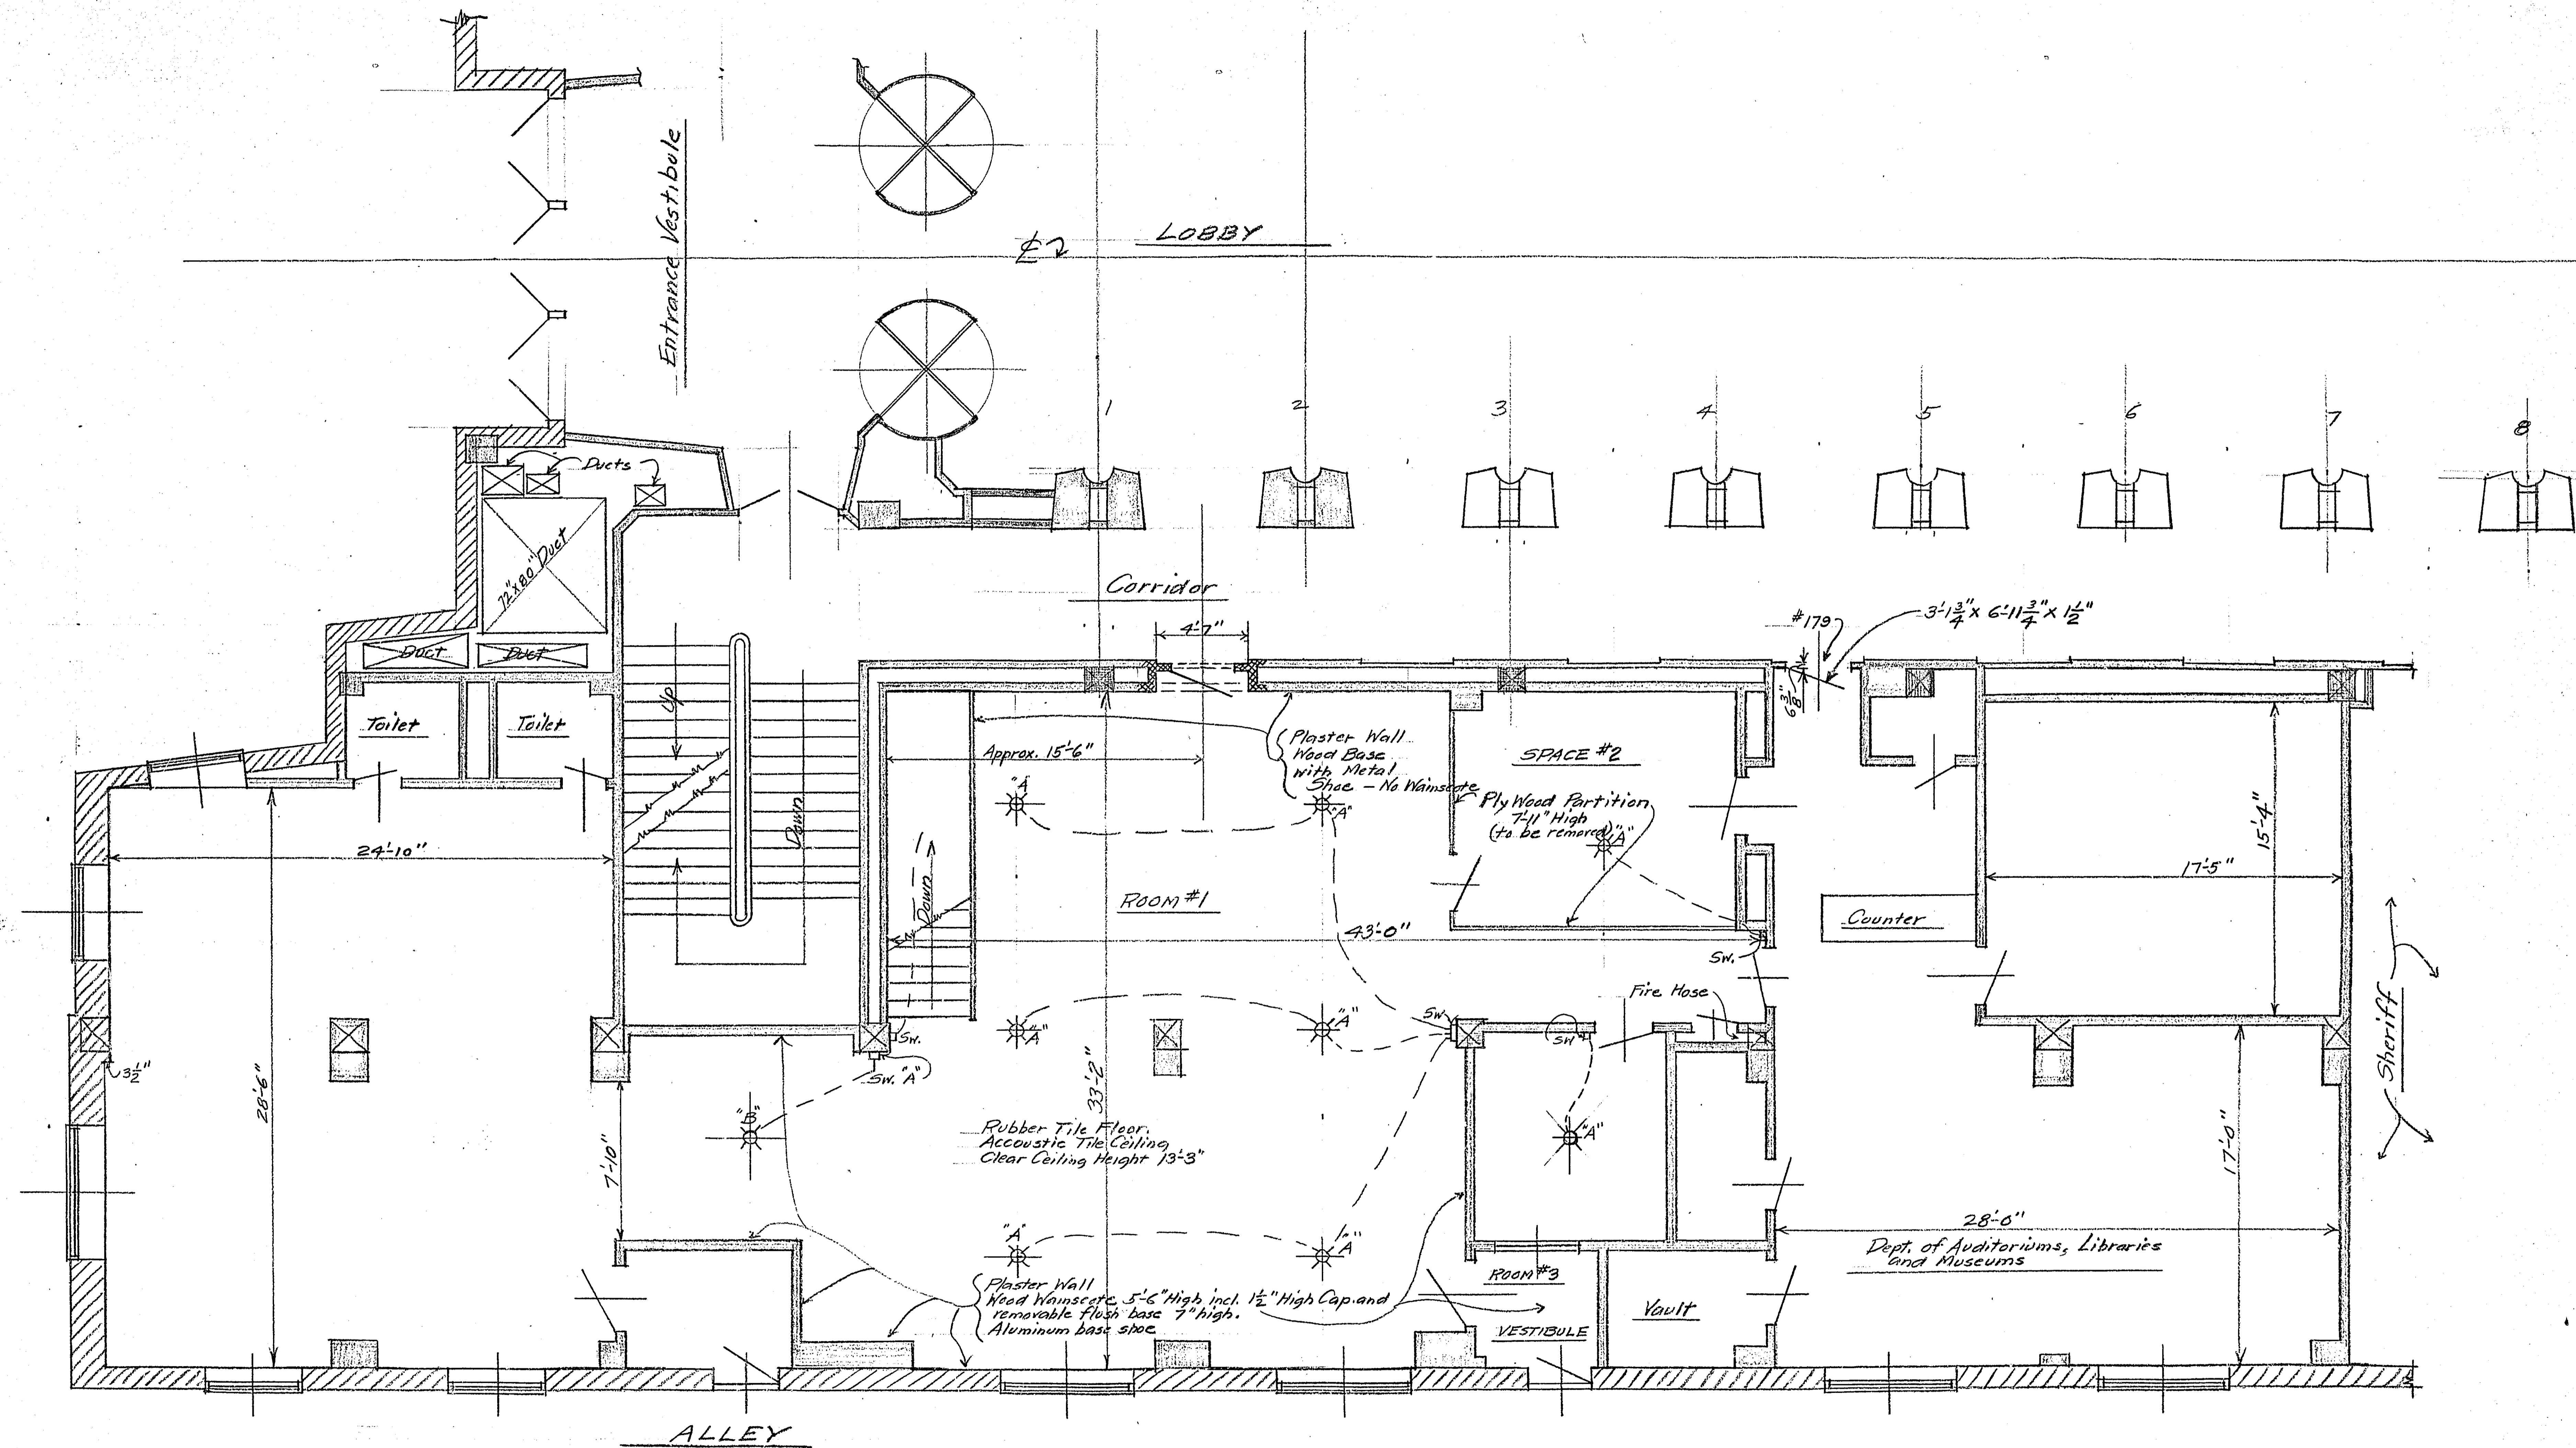 Entrance Vestibule
℄
LOBBY
1
2
3
4
5
6
7
8
Ducts
72"x80" Duct
Duct
Duct
Corridor
4'-7"
#179
3'-1 3/4" x 6'-11 3/4" x 1 1/2"
6 3/8"
Toilet
Toilet
Up
Down
Down
Approx. 15'-6"
Plaster Wall
Wood Base
with Metal
Shoe - No Wainscote
SPACE #2
PlyWood Partition
7'-11" High
(to be removed)
"A"
"A"
"A"
24'-10"
ROOM #1
43'-0"
Sw.
Counter
17'-5"
15'-4"
Sheriff
Fire Hose
3 1/2"
28'-6"
Sw.
Sw. "A"
"A"
"A"
Sw.
Sw
"B"
33'-2"
Rubber Tile Floor.
Accoustic Tile Ceiling
Clear Ceiling Height 13'-3"
"A"
7'-10"
17'-0"
"A"
"A"
28'-0"
Dept. of Auditoriums, Libraries
and Museums
Plaster Wall
Wood Wainscote 5'-6" High incl. 1 1/2" High Cap. and
removable flush base 7" high.
Aluminum base shoe
ROOM #3
VESTIBULE
Vault
ALLEY